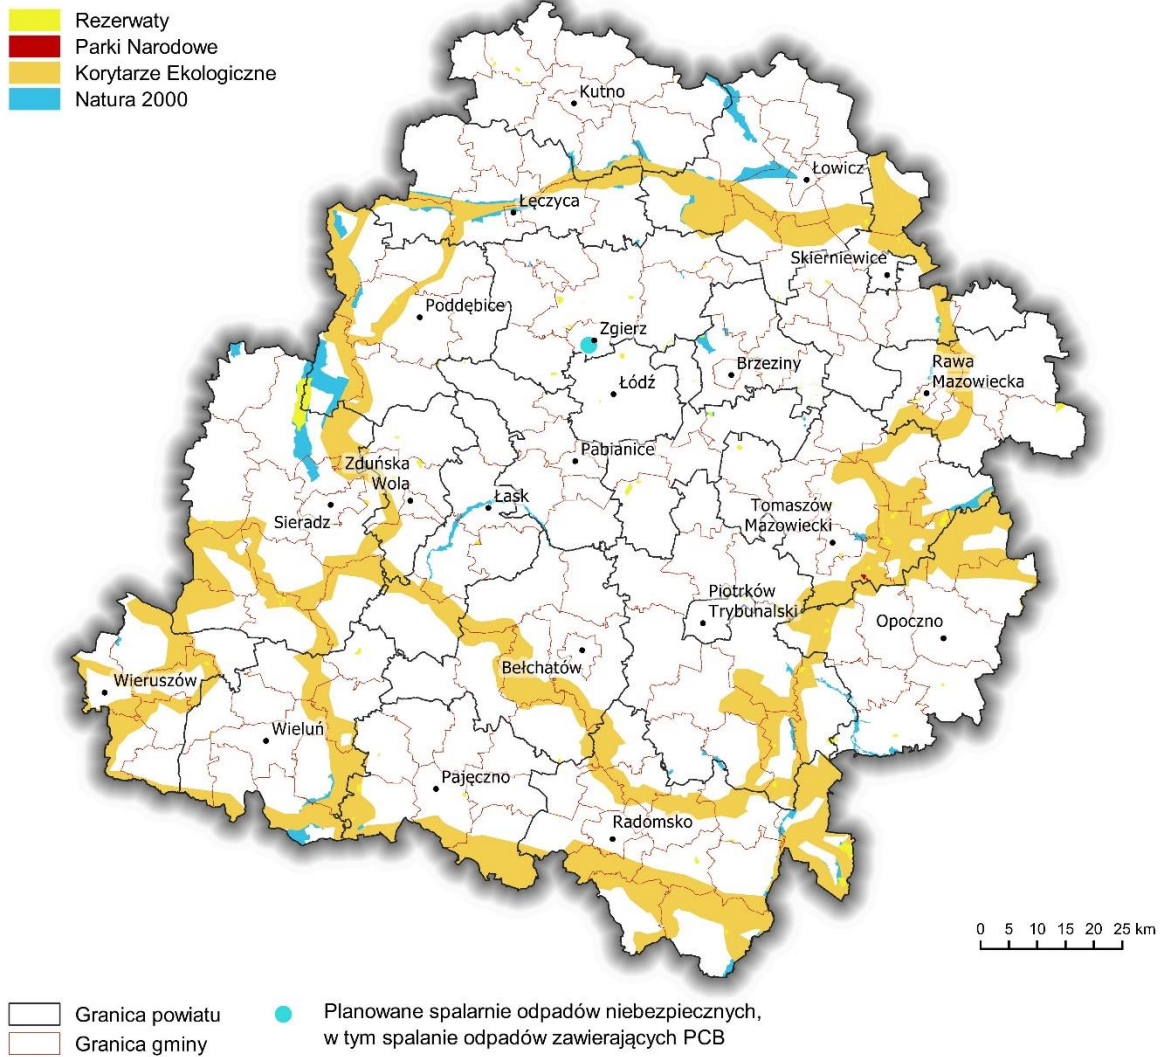 Rezerwaty
Parki Narodowe
Korytarze Ekologiczne
Natura 2000
Kutno
Łowicz
Łęczyca
Skierniewice
Poddębice
Zgierz
Rawa
Mazowiecka
Brzeziny
Łódź
Pabianice
Zduńska
Wola
Łask
Sieradz
Tomaszów
Mazowiecki
Piotrków
Trybunalski
Opoczno
Bełchatów
Wieruszów
Wieluń
Pajęczno
Radomsko
0 5 10 15 20 25 km
Granica powiatu
Granica gminy
Planowane spalarnie odpadów niebezpiecznych,
w tym spalanie odpadów zawierających PCB